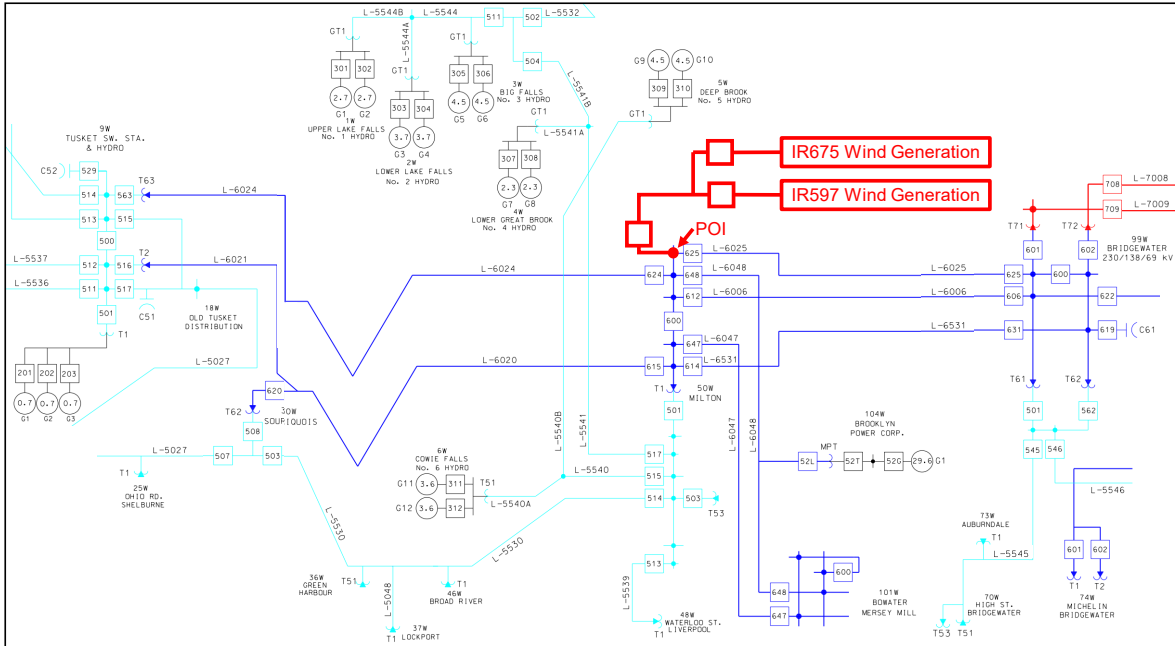 L-5544B
L-5544
511
502
L-5532
GT1
L-5544A
GT1
504
301
302
GT1
305
306
2.7
2.7
G1
G2
1W
UPPER LAKE FALLS
No. 1 HYDRO
303
304
3.7
3.7
G3
G4
2W
LOWER LAKE FALLS
No. 2 HYDRO
4.5
4.5
G5
G6
3W
BIG FALLS
No. 3 HYDRO
L-5541B
GT1
L-5541A
307
308
2.3
2.3
G7
G8
4W
LOWER GREAT BROOK
No. 4 HYDRO
G9
4.5
4.5
G10
309
310
GT1
5W
DEEP BROOK
No. 5 HYDRO
IR675 Wind Generation
IR597 Wind Generation
POI
9W
TUSKET SW. STA.
& HYDRO
C52
529
514
563
T63
L-6024
513
515
500
T2
L-5537
512
516
L-6021
L-5536
511
517
501
C51
18W
OLD TUSKET
DISTRIBUTION
T1
201
202
203
0.7
0.7
0.7
G1
G2
G3
L-5027
L-6024
624
625
L-6025
648
L-6048
612
L-6006
600
647
L-6047
L-6020
615
614
L-6531
T1
50W
MILTON
501
708
L-7008
709
L-7009
T71
T72
99W
BRIDGEWATER
230/138/69 kV
601
602
L-6025
625
600
L-6006
606
622
L-6531
631
619
C61
T61
T62
501
562
545
546
L-5546
620
T62
30W
SOURIQUOIS
508
L-5027
507
503
T1
25W
OHIO RD.
SHELBURNE
L-5530
36W
GREEN
HARBOUR
T51
L-5048
T1
37W
LOCKPORT
T1
46W
BROAD RIVER
L-5530
6W
COWIE FALLS
No. 6 HYDRO
G11
3.6
311
T51
G12
3.6
312
L-5540A
L-5540
L-5540B
L-5541
517
515
514
503
T53
513
L-5539
48W
WATERLOO ST.
LIVERPOOL
T1
L-6047
L-6048
104W
BROOKLYN
POWER CORP.
MPT
52L
52T
52G
29.6
G1
600
648
647
101W
BOWATER
MERSEY MILL
73W
AUBURNDALE
T1
L-5545
70W
HIGH ST.
BRIDGEWATER
T53
T51
601
602
T1
T2
74W
MICHELIN
BRIDGEWATER